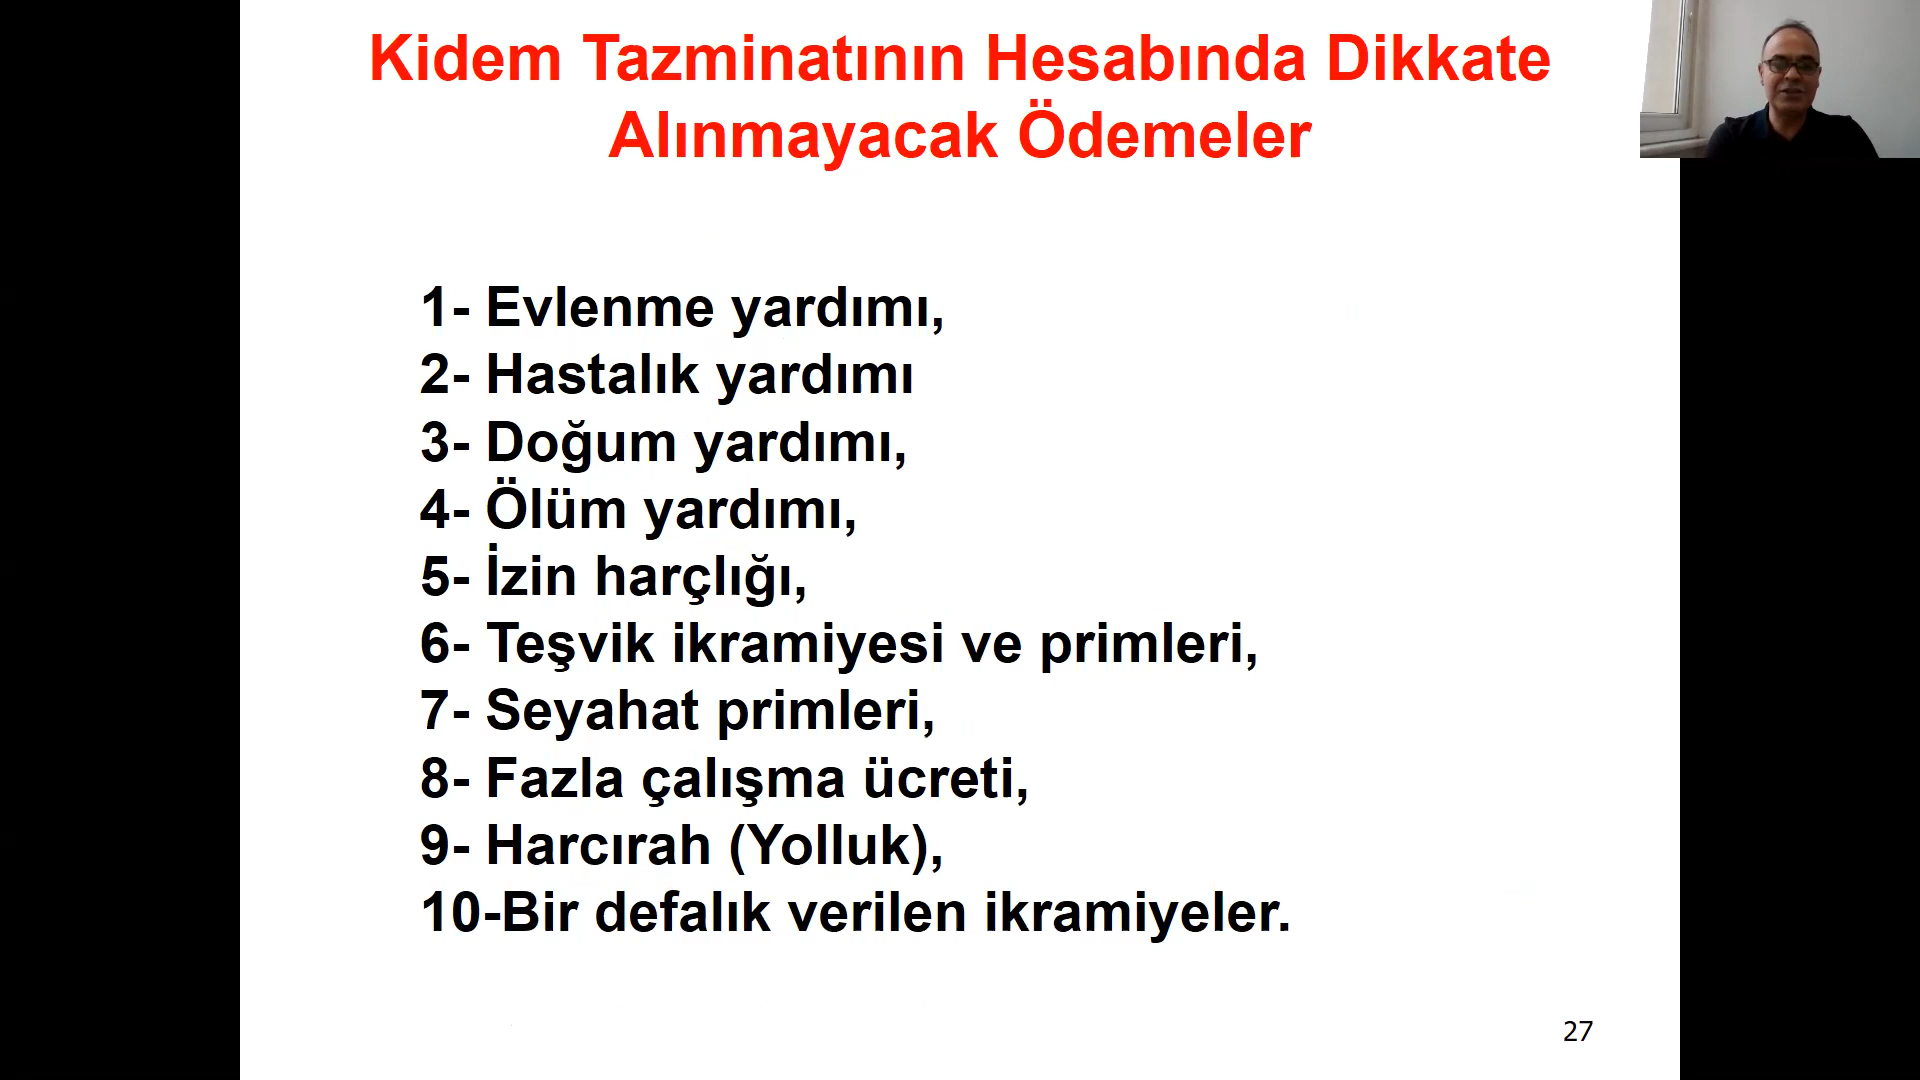 Kidem Tazminatının Hesabında Dikkate
Alınmayacak Ödemeler
1- Evlenme yardımı,
2- Hastalık yardımı
3- Doğum yardımı,
4- Ölüm yardımı,
5- İzin harçlığı,
6- Teşvik ikramiyesi ve primleri,
7- Seyahat primleri,
8- Fazla çalışma ücreti,
9- Harcırah (Yolluk),
10-Bir defalık verilen ikramiyeler.
27